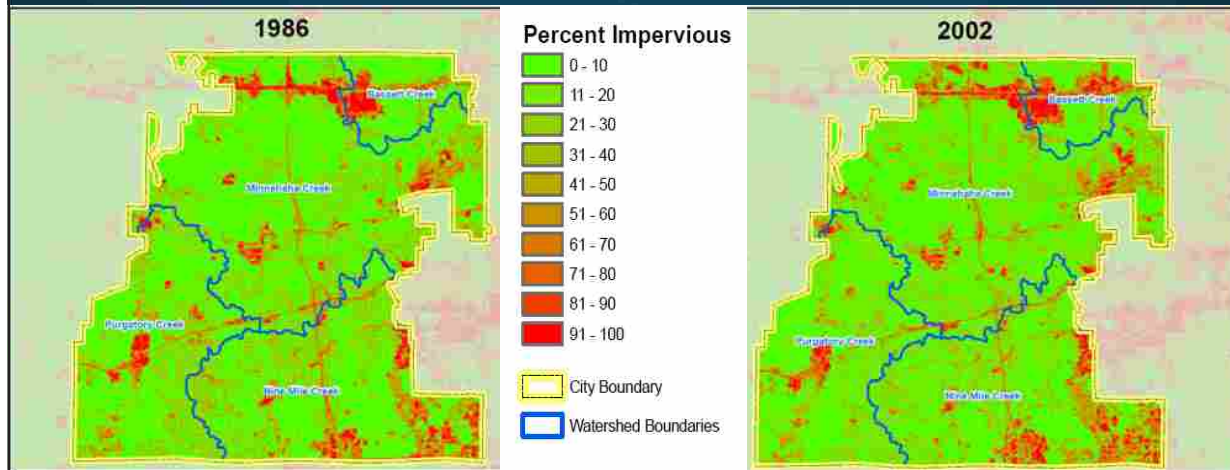 1986
Bassett Creek
Minnehaha Creek
Purgatory Creek
Nine Mile Creek
Percent Impervious
0 - 10
11 - 20
21 - 30
31 - 40
41 - 50
51 - 60
61 - 70
71 - 80
81 - 90
91 - 100
City Boundary
Watershed Boundaries
2002
Bassett Creek
Minnehaha Creek
Purgatory Creek
Nine Mile Creek